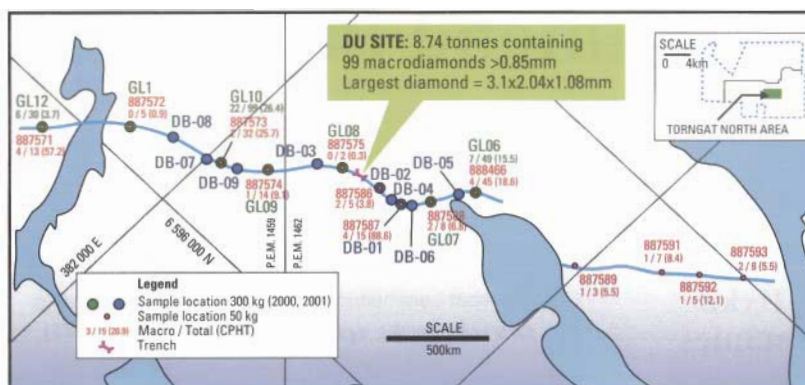 DU SITE: 8.74 tonnes containing
99 macrodiamonds >0.85mm
Largest diamond = 3.1x2.04x1.08mm
SCALE
0 4km
TORNGAT NORTH AREA
GL12
6 / 30 (3.7)
887571
4 / 13 (57.2)
GL1
887572
0 / 5 (0.9)
DB-08
DB-07
GL10
22 / 99 (26.4)
887573
2 / 32 (25.7)
DB-09
887574
1 / 14 (9.1)
GL09
DB-03
GL08
887575
0 / 2 (0.3)
887586
2 / 5 (3.8)
DB-02
DB-04
887587
4 / 15 (88.6)
DB-01
DB-06
DB-05
GL06
7 / 49 (15.5)
888466
4 / 45 (18.6)
GL07
887589
1 / 3 (5.5)
887591
1 / 7 (8.4)
887592
1 / 5 (12.1)
887593
2 / 8 (5.5)
382 000 E
6 596 000 N
P.E.M. 1459
P.E.M. 1462
Legend
Sample location 300 kg (2000, 2001)
Sample location 50 kg
3 / 15 (28.9) Macro / Total (CPHT)
Trench
SCALE
500km